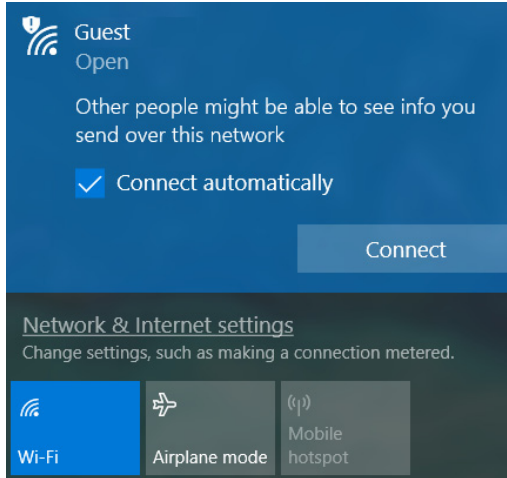 Guest
Open
Other people might be able to see info you
send over this network
Connect automatically
Connect
Network & Internet settings
Change settings, such as making a connection metered.
Wi-Fi
Airplane mode
Mobile
hotspot